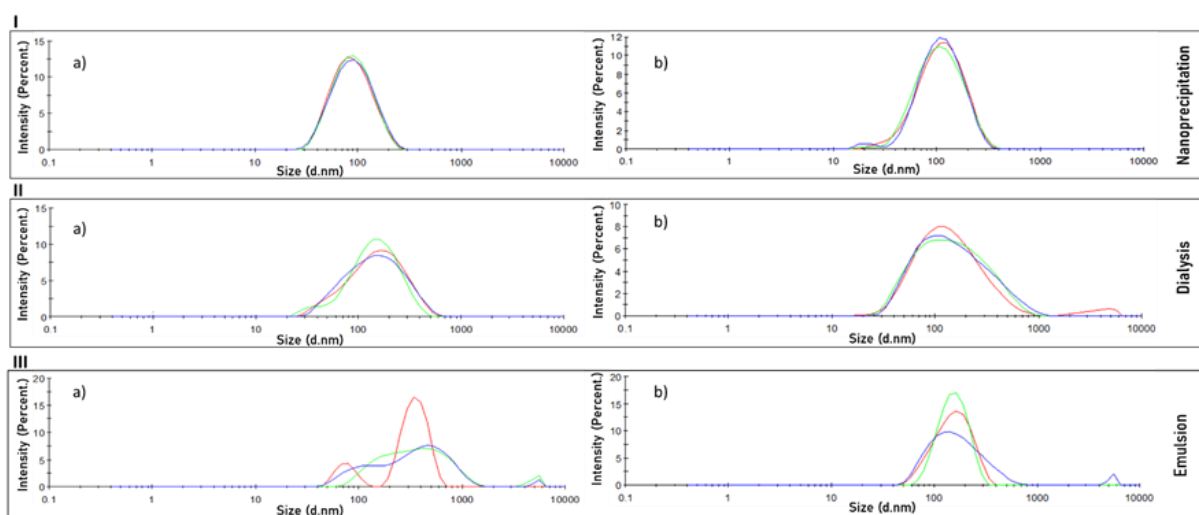 I
Intensity (Percent.)
15
10
5
0
a)
0.1 1 10 100 1000 10000
Size (d.nm)
Intensity (Percent.)
12
10
8
6
4
2
0
b)
0.1 1 10 100 1000 10000
Size (d.nm)
Nanoprecipitation
II
Intensity (Percent.)
15
10
5
0
a)
0.1 1 10 100 1000 10000
Size (d.nm)
Intensity (Percent.)
10
8
6
4
2
0
b)
0.1 1 10 100 1000 10000
Size (d.nm)
Dialysis
III
Intensity (Percent.)
20
15
10
5
0
a)
0.1 1 10 100 1000 10000
Size (d.nm)
Intensity (Percent.)
20
15
10
5
0
b)
0.1 1 10 100 1000 10000
Size (d.nm)
Emulsion